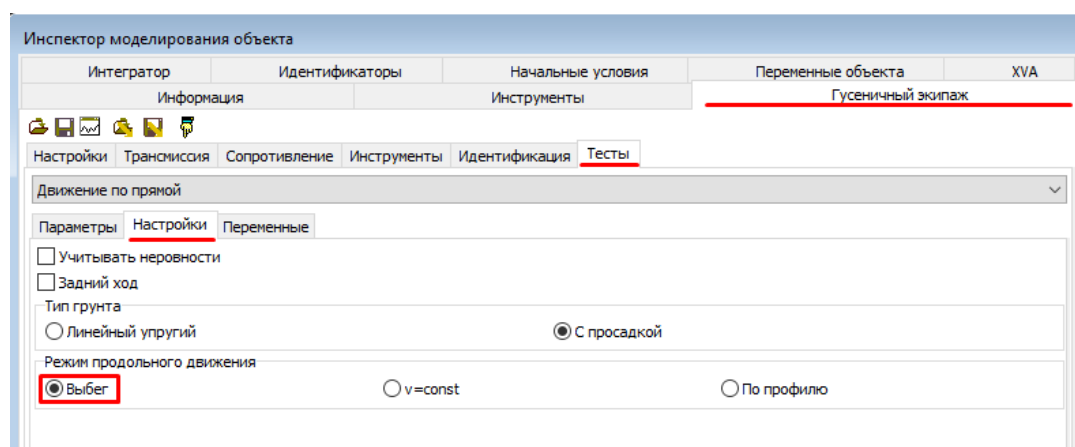 Инспектор моделирования объекта
Интегратор Идентификаторы Начальные условия Переменные объекта XVA
Информация Инструменты Гусеничный экипаж
Настройки Трансмиссия Сопротивление Инструменты Идентификация Тесты
Движение по прямой
Параметры Настройки Переменные
Учитывать неровности
Задний ход
Тип грунта
Линейный упругий С просадкой
Режим продольного движения
Выбег v=const По профилю